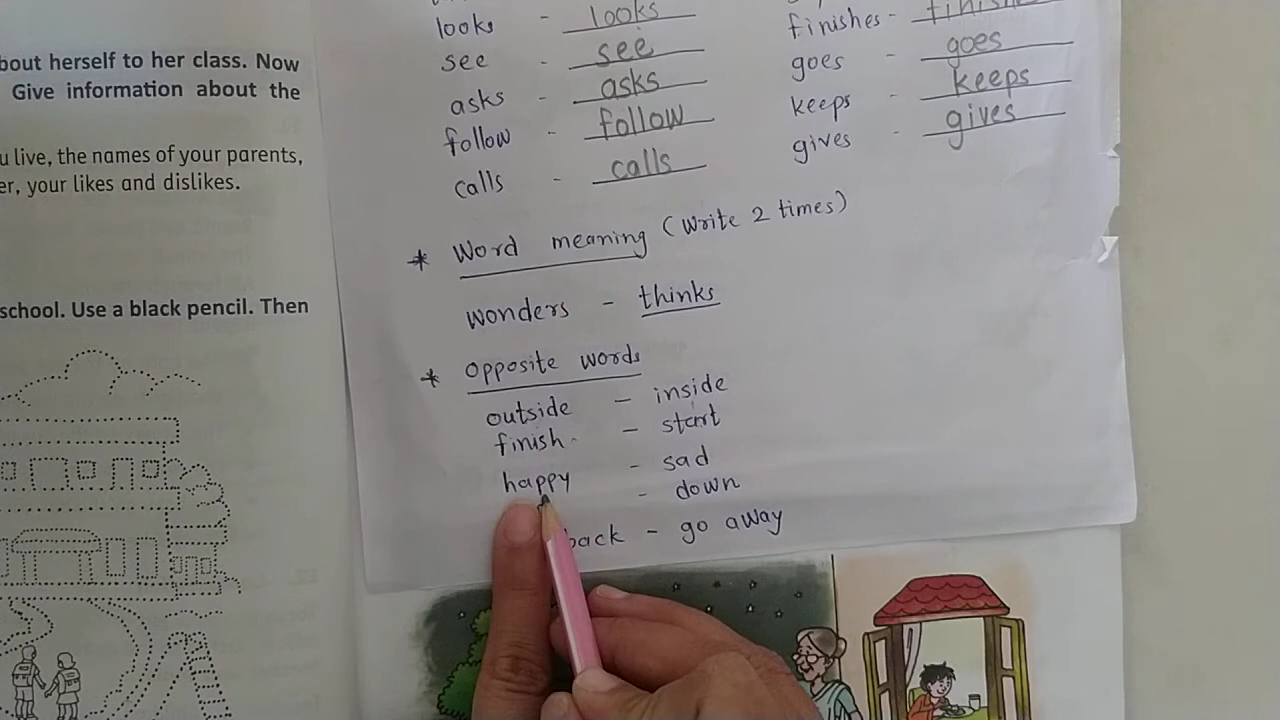 bout herself to her class. Now
Give information about the
u live, the names of your parents,
er, your likes and dislikes.
school. Use a black pencil. Then
looks - looks
see - see
asks - asks
follow - follow
calls - calls
finishes -
goes - goes
keeps - keeps
gives - gives
* Word meaning (write 2 times)
wonders - thinks
* Opposite words
outside - inside
finish - start
happy - sad
- down
back - go away